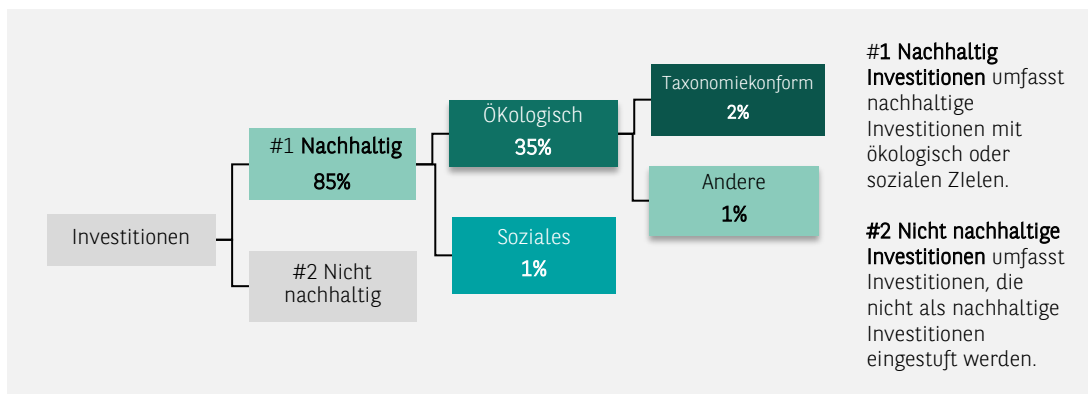 Investitionen
#1 Nachhaltig
85%
#2 Nicht
nachhaltig
ÖKologisch
35%
Soziales
1%
Taxonomiekonform
2%
Andere
1%
#1 Nachhaltig
Investitionen umfasst
nachhaltige
Investitionen mit
ökologisch oder
sozialen ZIelen.
#2 Nicht nachhaltige
Investitionen umfasst
Investitionen, die
nicht als nachhaltige
Investitionen
eingestuft werden.